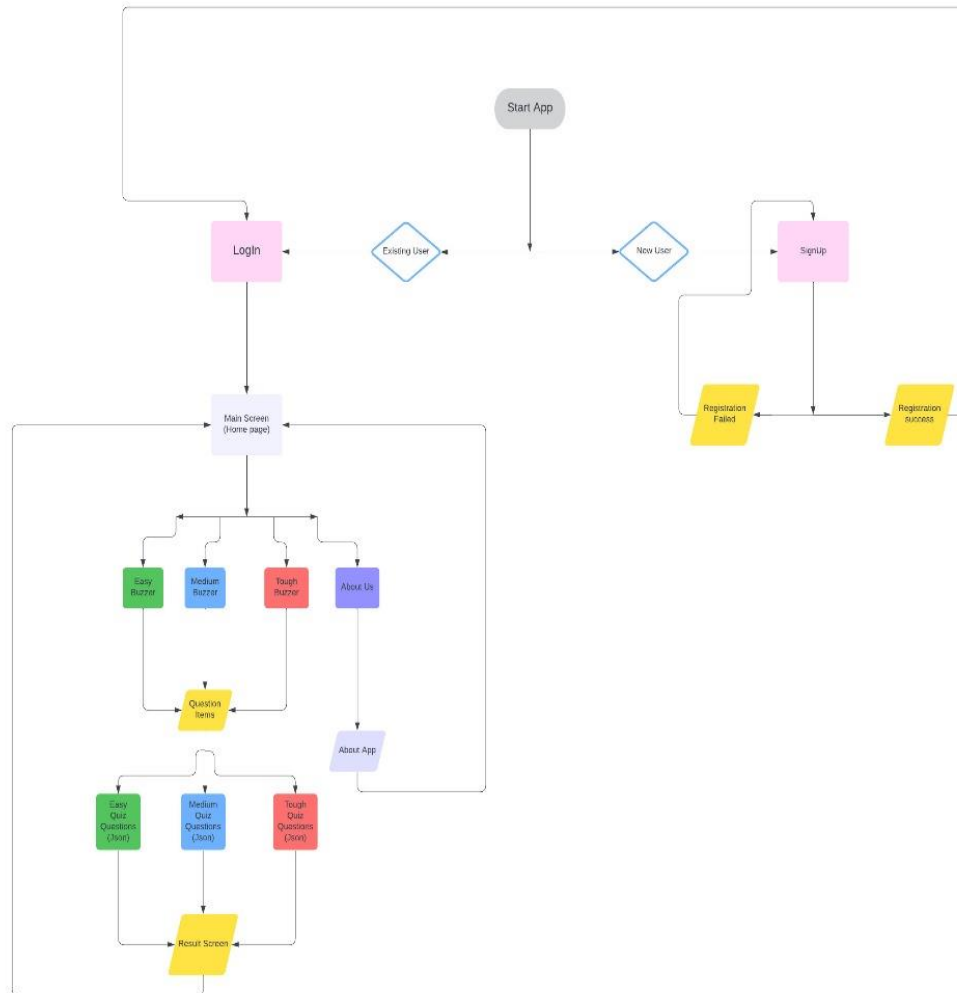 Start App
LogIn
Existing User
New User
SignUp
Registration
Failed
Registration
success
Main Screen
(Home page)
Easy
Buzzer
Medium
Buzzer
Tough
Buzzer
About Us
Question
Items
About App
Easy
Quiz
Questions
(Json)
Medium
Quiz
Questions
(Json)
Tough
Quiz
Questions
(Json)
Result Screen